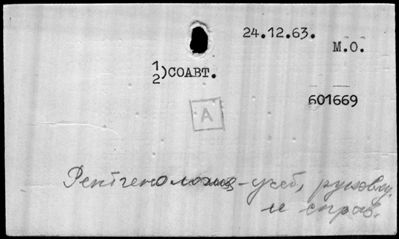 24.12.63.
М.О.
1)
2) СОАВТ.
601669
А
Рентгенология - учеб, руковод.
и справ.